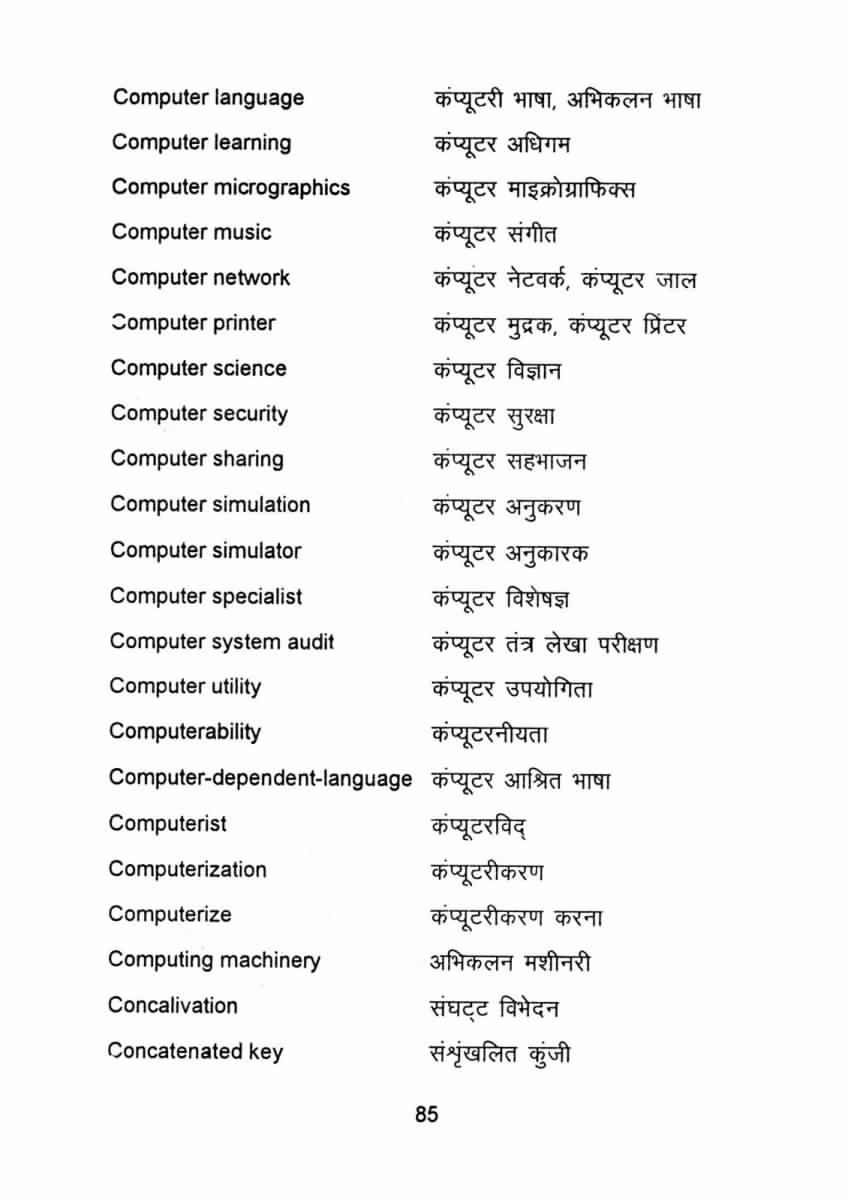 Computer language कंप्यूटरी भाषा, अभिकलन भाषा
Computer learning कंप्यूटर अधिगम
Computer micrographics कंप्यूटर माइक्रोग्राफिक्स
Computer music कंप्यूटर संगीत
Computer network कंप्यूटर नेटवर्क, कंप्यूटर जाल
Computer printer कंप्यूटर मुद्रक, कंप्यूटर प्रिंटर
Computer science कंप्यूटर विज्ञान
Computer security कंप्यूटर सुरक्षा
Computer sharing कंप्यूटर सहभाजन
Computer simulation कंप्यूटर अनुकरण
Computer simulator कंप्यूटर अनुकारक
Computer specialist कंप्यूटर विशेषज्ञ
Computer system audit कंप्यूटर तंत्र लेखा परीक्षण
Computer utility कंप्यूटर उपयोगिता
Computerability कंप्यूटरनीयता
Computer-dependent-language कंप्यूटर आश्रित भाषा
Computerist कंप्यूटरविद्
Computerization कंप्यूटरीकरण
Computerize कंप्यूटरीकरण करना
Computing machinery अभिकलन मशीनरी
Concalivation संघट्ट विभेदन
Concatenated key संशृंखलित कुंजी
85